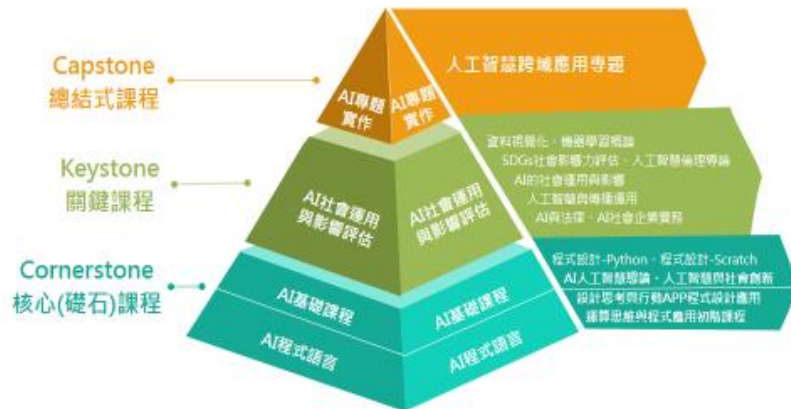 Capstone
總結式課程
AI專題
實作
AI專題
實作
人工智慧跨域應用專題
Keystone
關鍵課程
AI社會運用
與影響評估
AI社會運用
與影響評估
資料視覺化、機器學習概論
SDGs社會影響力評估、人工智慧倫理導論
AI的社會運用與影響
人工智慧與傳播運用
AI與法律、AI社會企業實務
Cornerstone
核心(礎石)課程
AI基礎課程
AI基礎課程
AI程式語言
AI程式語言
程式設計-Python、程式設計-Scratch
AI人工智慧導論、人工智慧與社會創新
設計思考與行動APP程式設計應用
運算思維與程式應用初階課程